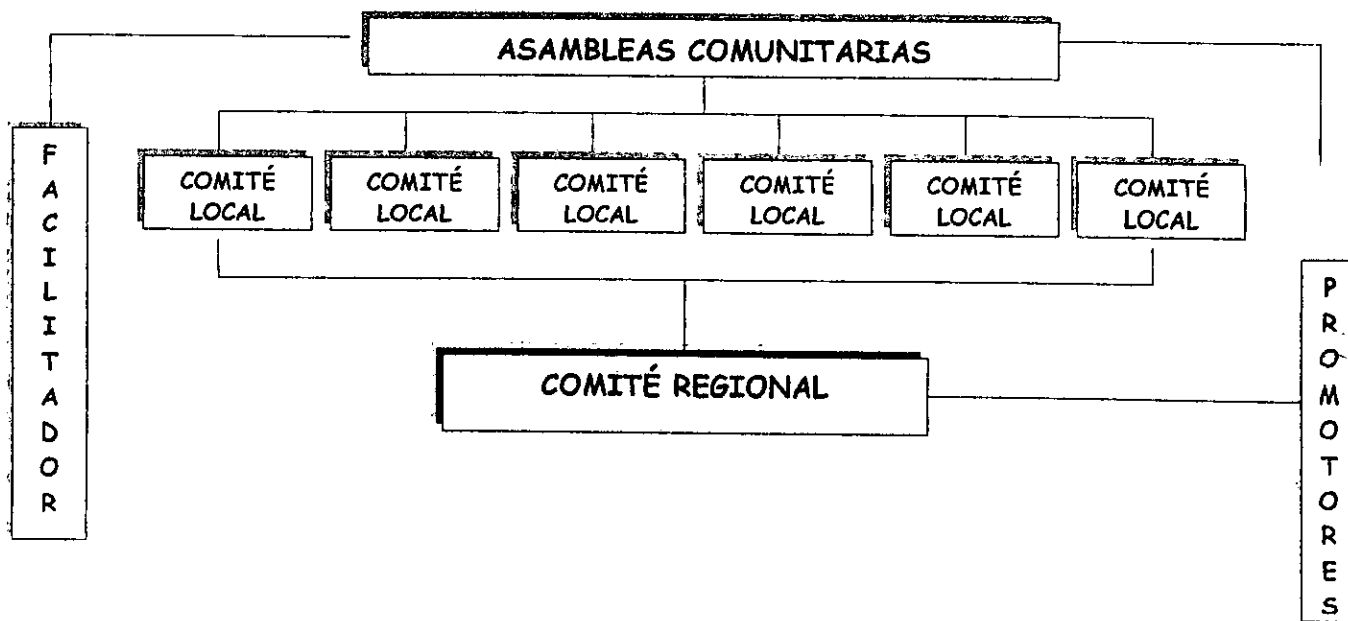 ASAMBLEAS COMUNITARIAS
FACILITADOR
COMITÉ
LOCAL
COMITÉ
LOCAL
COMITÉ
LOCAL
COMITÉ
LOCAL
COMITÉ
LOCAL
COMITÉ
LOCAL
PROMOTORES
COMITÉ REGIONAL